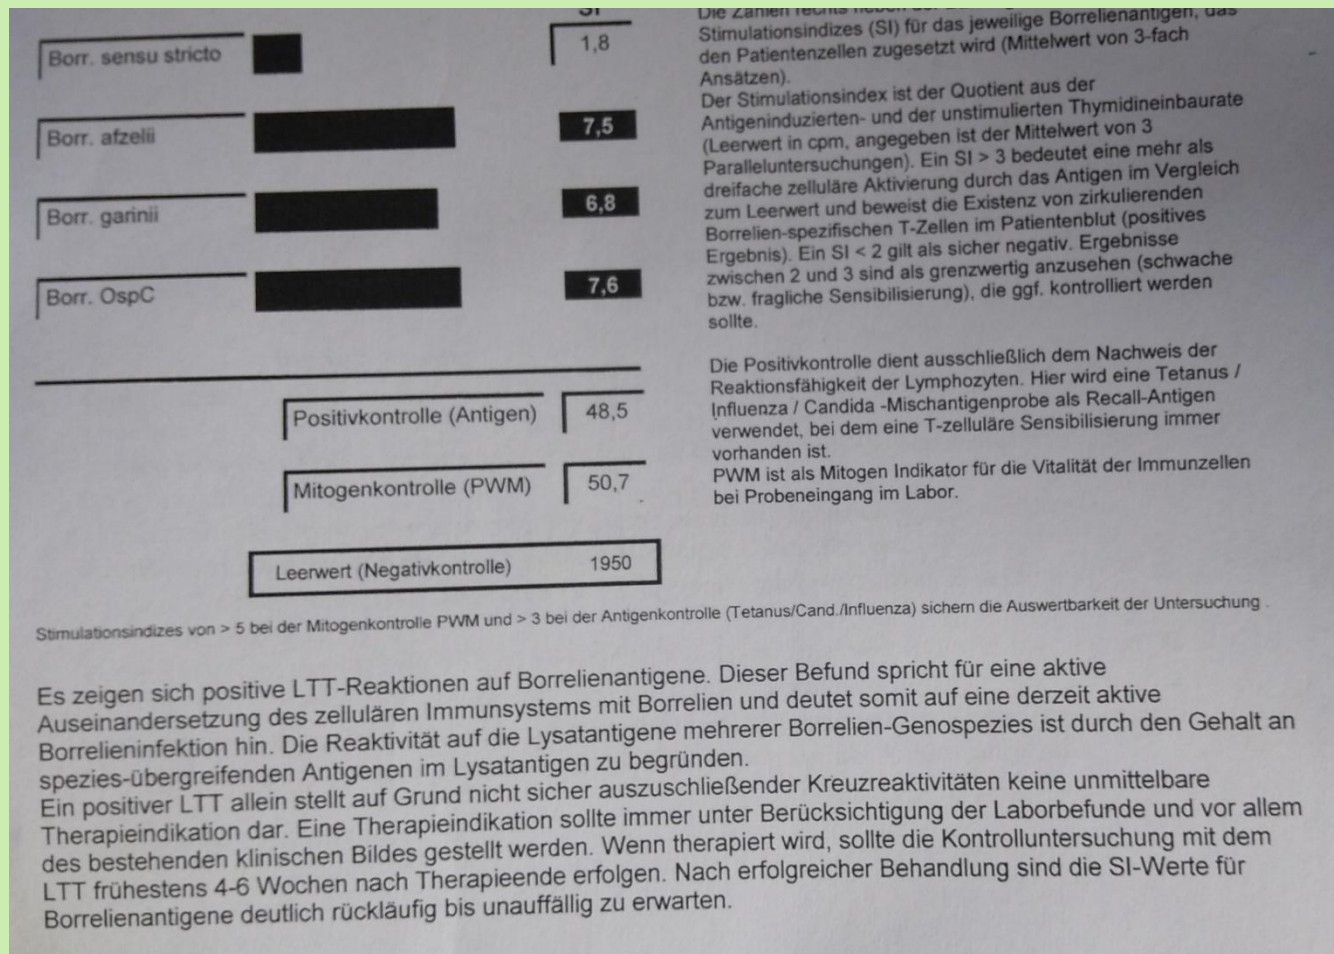 SI
Die Zahlen rechts neben der
Borr. sensu stricto
1,8
Stimulationsindizes (SI) für das jeweilige Borrelienantigen, das
den Patientenzellen zugesetzt wird (Mittelwert von 3-fach
Ansätzen).
Der Stimulationsindex ist der Quotient aus der
Borr. afzelii
7,5
Antigeninduzierten- und der unstimulierten Thymidineinbaurate
(Leerwert in cpm, angegeben ist der Mittelwert von 3
Paralleluntersuchungen). Ein SI > 3 bedeutet eine mehr als
dreifache zelluläre Aktivierung durch das Antigen im Vergleich
Borr. garinii
6,8
zum Leerwert und beweist die Existenz von zirkulierenden
Borrelien-spezifischen T-Zellen im Patientenblut (positives
Ergebnis). Ein SI < 2 gilt als sicher negativ. Ergebnisse
zwischen 2 und 3 sind als grenzwertig anzusehen (schwache
Borr. OspC
7,6
bzw. fragliche Sensibilisierung), die ggf. kontrolliert werden
sollte.
Die Positivkontrolle dient ausschließlich dem Nachweis der
Reaktionsfähigkeit der Lymphozyten. Hier wird eine Tetanus /
Positivkontrolle (Antigen)
48,5
Influenza / Candida -Mischantigenprobe als Recall-Antigen
verwendet, bei dem eine T-zelluläre Sensibilisierung immer
vorhanden ist.
Mitogenkontrolle (PWM)
50,7
PWM ist als Mitogen Indikator für die Vitalität der Immunzellen
bei Probeneingang im Labor.
Leerwert (Negativkontrolle) 1950
Stimulationsindizes von > 5 bei der Mitogenkontrolle PWM und > 3 bei der Antigenkontrolle (Tetanus/Cand./Influenza) sichern die Auswertbarkeit der Untersuchung .
Es zeigen sich positive LTT-Reaktionen auf Borrelienantigene. Dieser Befund spricht für eine aktive
Auseinandersetzung des zellulären Immunsystems mit Borrelien und deutet somit auf eine derzeit aktive
Borrelieninfektion hin. Die Reaktivität auf die Lysatantigene mehrerer Borrelien-Genospezies ist durch den Gehalt an
spezies-übergreifenden Antigenen im Lysatantigen zu begründen.
Ein positiver LTT allein stellt auf Grund nicht sicher auszuschließender Kreuzreaktivitäten keine unmittelbare
Therapieindikation dar. Eine Therapieindikation sollte immer unter Berücksichtigung der Laborbefunde und vor allem
des bestehenden klinischen Bildes gestellt werden. Wenn therapiert wird, sollte die Kontrolluntersuchung mit dem
LTT frühestens 4-6 Wochen nach Therapieende erfolgen. Nach erfolgreicher Behandlung sind die SI-Werte für
Borrelienantigene deutlich rückläufig bis unauffällig zu erwarten.